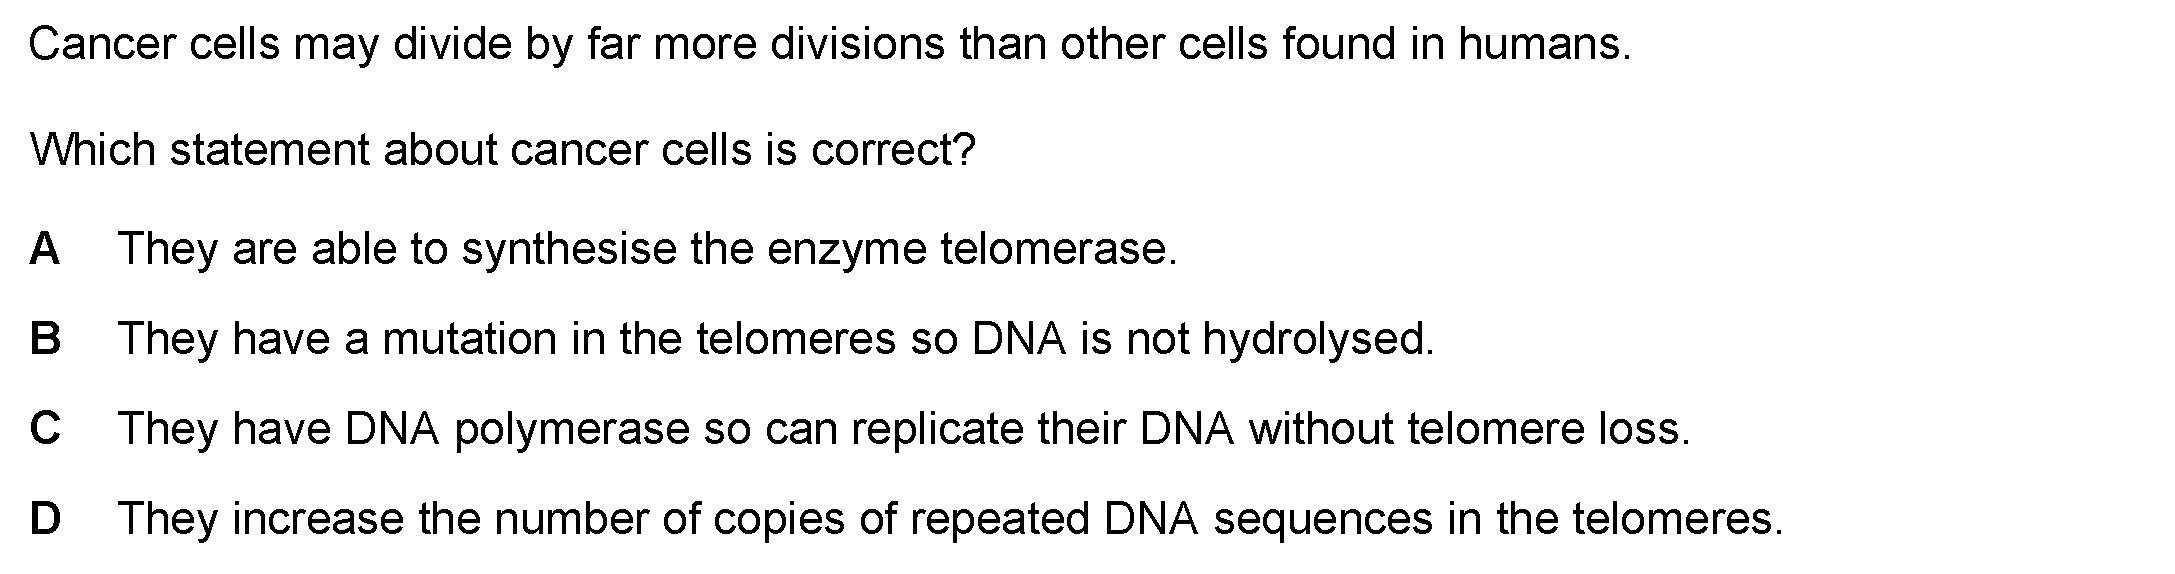 Cancer cells may divide by far more divisions than other cells found in humans.
Which statement about cancer cells is correct?
A They are able to synthesise the enzyme telomerase.
B They have a mutation in the telomeres so DNA is not hydrolysed.
C They have DNA polymerase so can replicate their DNA without telomere loss.
D They increase the number of copies of repeated DNA sequences in the telomeres.